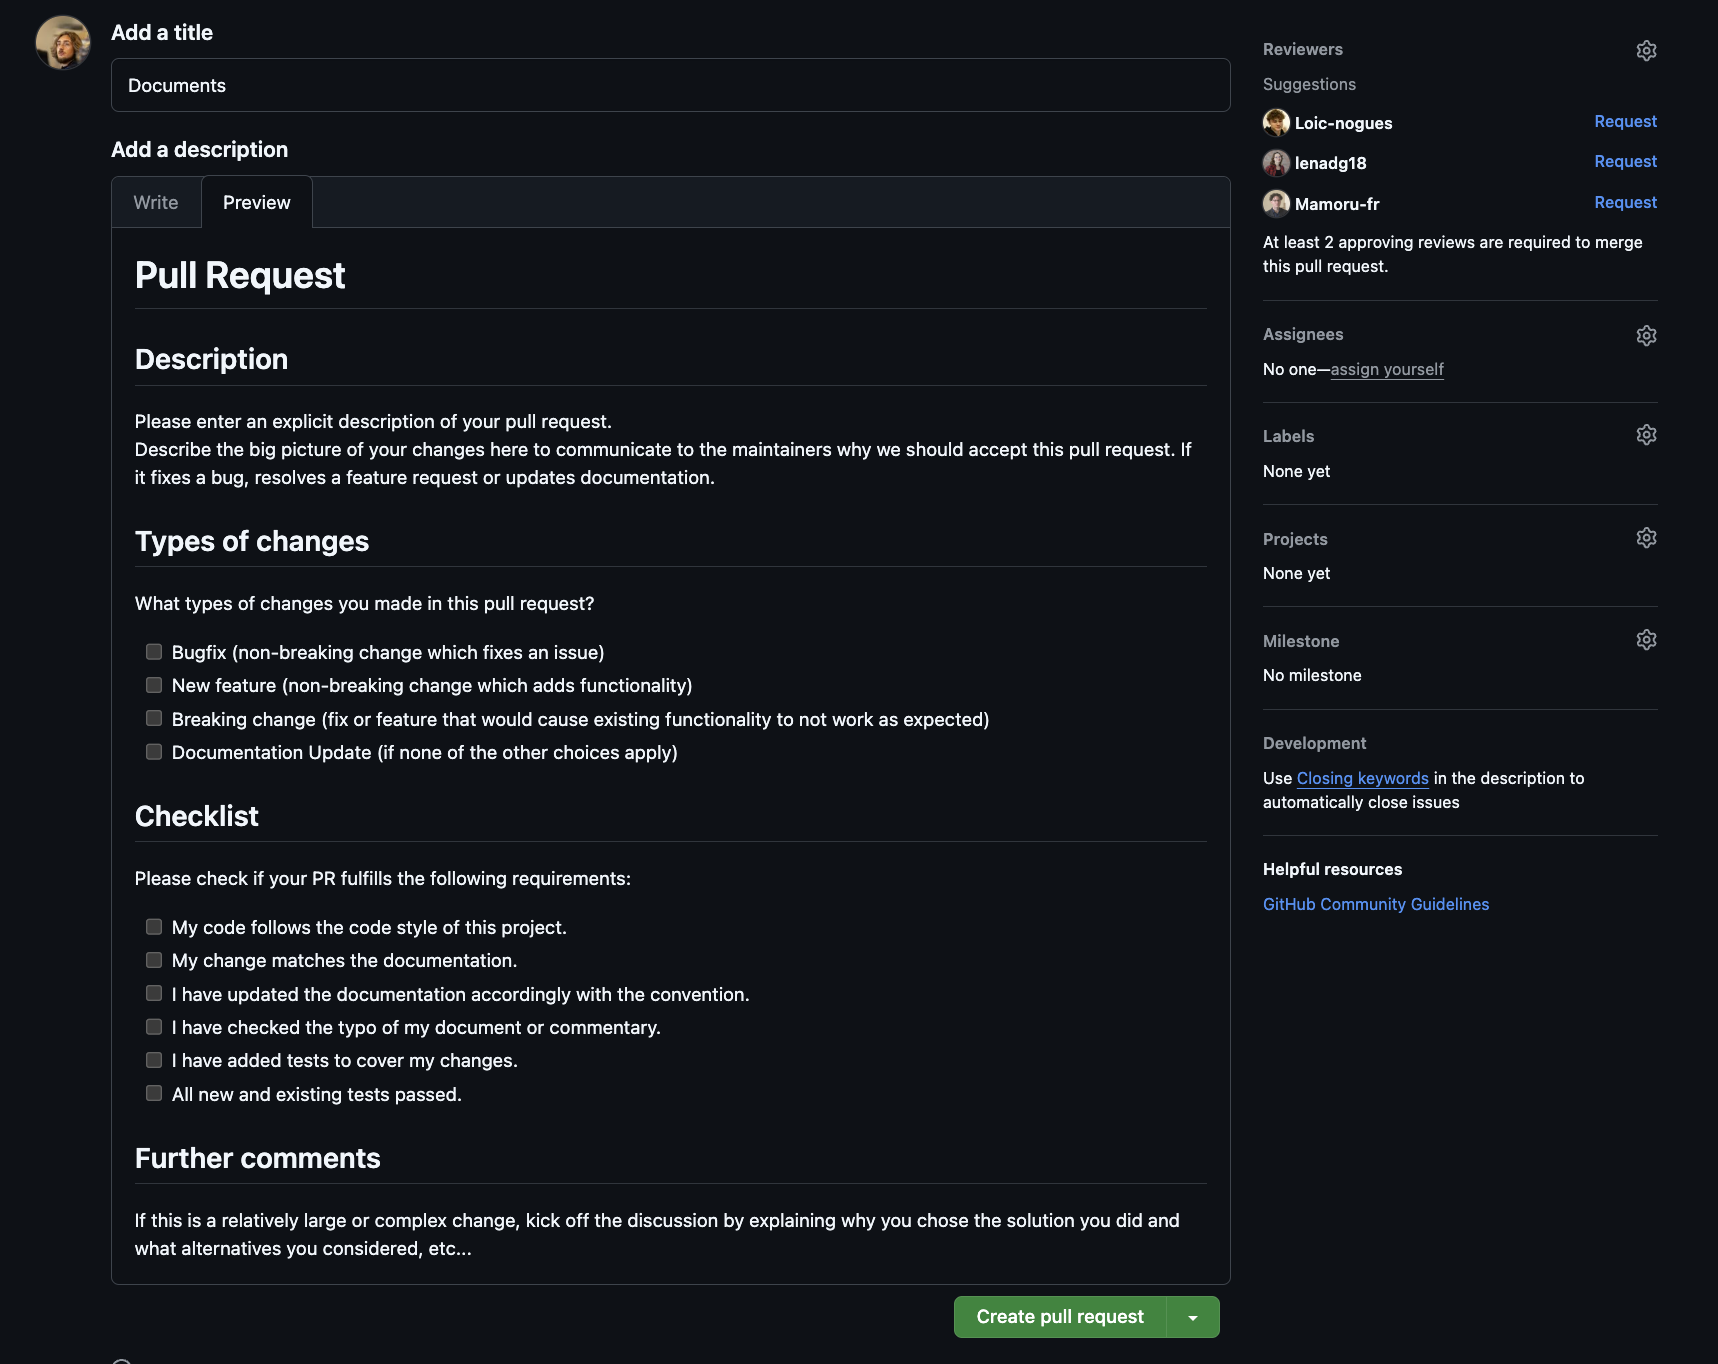 Add a title
Documents
Add a description
Write
Preview
Pull Request
Description
Please enter an explicit description of your pull request.
Describe the big picture of your changes here to communicate to the maintainers why we should accept this pull request. If
it fixes a bug, resolves a feature request or updates documentation.
Types of changes
What types of changes you made in this pull request?
Bugfix (non-breaking change which fixes an issue)
New feature (non-breaking change which adds functionality)
Breaking change (fix or feature that would cause existing functionality to not work as expected)
Documentation Update (if none of the other choices apply)
Checklist
Please check if your PR fulfills the following requirements:
My code follows the code style of this project.
My change matches the documentation.
I have updated the documentation accordingly with the convention.
I have checked the typo of my document or commentary.
I have added tests to cover my changes.
All new and existing tests passed.
Further comments
If this is a relatively large or complex change, kick off the discussion by explaining why you chose the solution you did and
what alternatives you considered, etc...
Create pull request
Reviewers
Suggestions
Loic-nogues Request
lenadg18 Request
Mamoru-fr Request
At least 2 approving reviews are required to merge
this pull request.
Assignees
No one—assign yourself
Labels
None yet
Projects
None yet
Milestone
No milestone
Development
Use Closing keywords in the description to
automatically close issues
Helpful resources
GitHub Community Guidelines